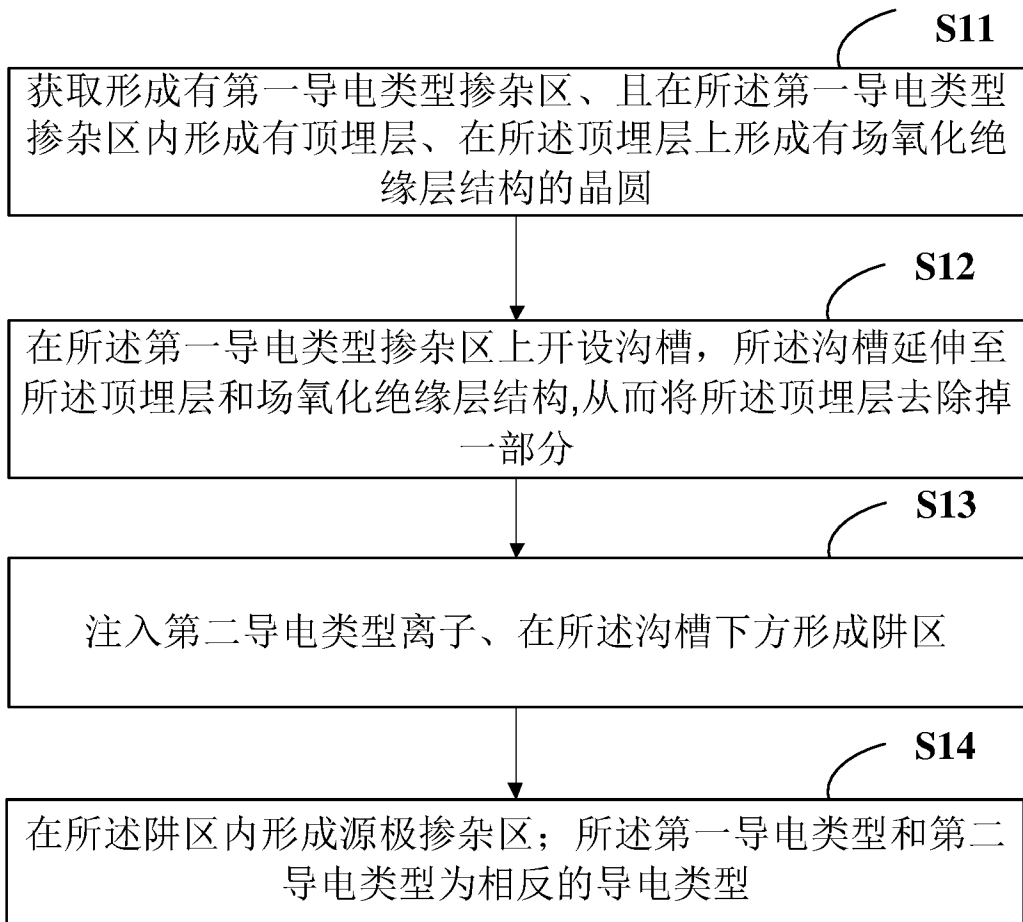 S11
获取形成有第一导电类型掺杂区、且在所述第一导电类型
掺杂区内形成有顶埋层、在所述顶埋层上形成有场氧化绝
缘层结构的晶圆
S12
在所述第一导电类型掺杂区上开设沟槽，所述沟槽延伸至
所述顶埋层和场氧化绝缘层结构,从而将所述顶埋层去除掉
一部分
S13
注入第二导电类型离子、在所述沟槽下方形成阱区
S14
在所述阱区内形成源极掺杂区；所述第一导电类型和第二
导电类型为相反的导电类型